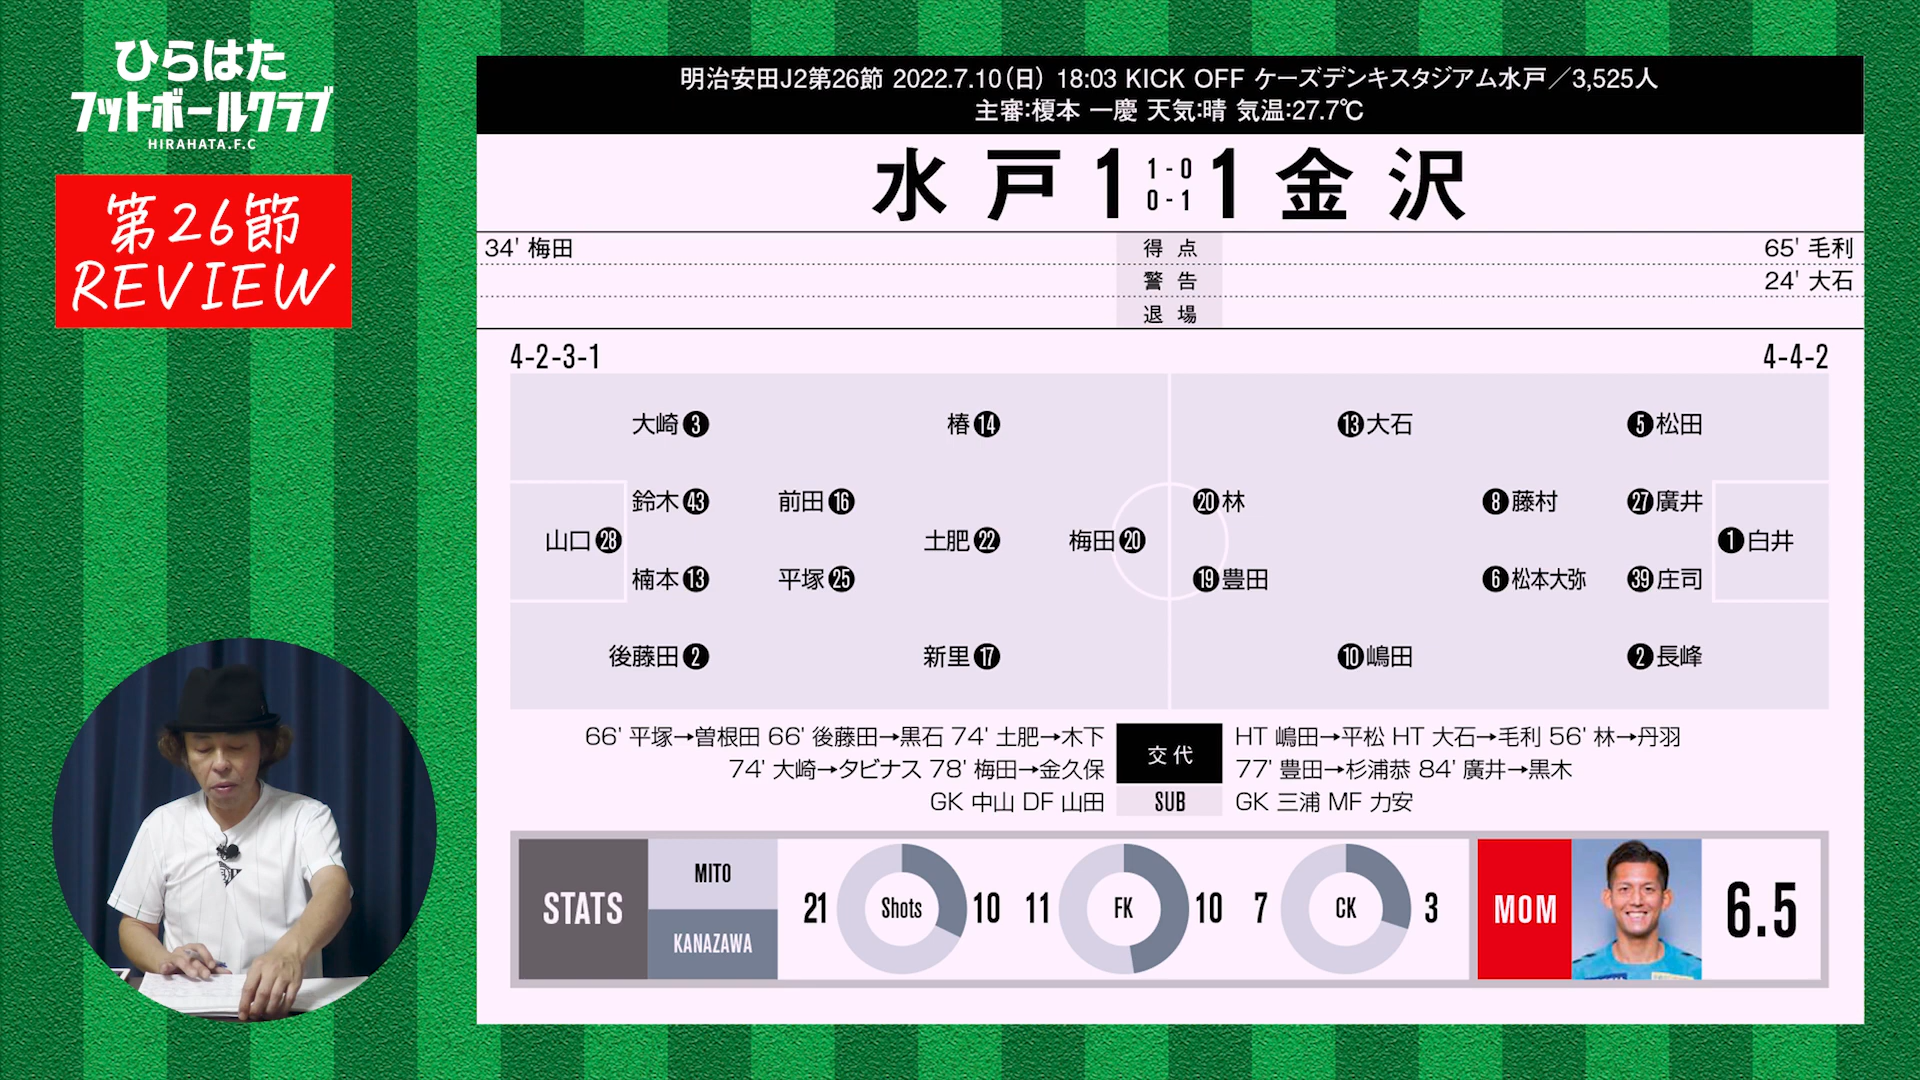 ひらはた
フットボールクラブ
HIRAHATA.F.C
第26節
REVIEW
明治安田J2第26節 2022.7.10(日) 18:03 KICK OFF ケーズデンキスタジアム水戸／3,525人
主審:榎本 一慶 天気:晴 気温:27.7℃
水戸 1 1-0 1 金沢
0-1
34' 梅田 得点 65' 毛利
警告 24' 大石
退場
4-2-3-1 4-4-2
大崎 3 椿 14 13 大石 5 松田
鈴木 43 前田 16 20 林 8 藤村 27 廣井
山口 28 土肥 22 梅田 20 1 白井
楠本 13 平塚 25 19 豊田 6 松本大弥 39 庄司
後藤田 2 新里 17 10 嶋田 2 長峰
66' 平塚→曽根田 66' 後藤田→黒石 74' 土肥→木下 交代 HT 嶋田→平松 HT 大石→毛利 56' 林→丹羽
74' 大崎→タビナス 78' 梅田→金久保 77' 豊田→杉浦恭 84' 廣井→黒木
GK 中山 DF 山田 SUB GK 三浦 MF 力安
STATS MITO 21 Shots 10 11 FK 10 7 CK 3 MOM 6.5
KANAZAWA